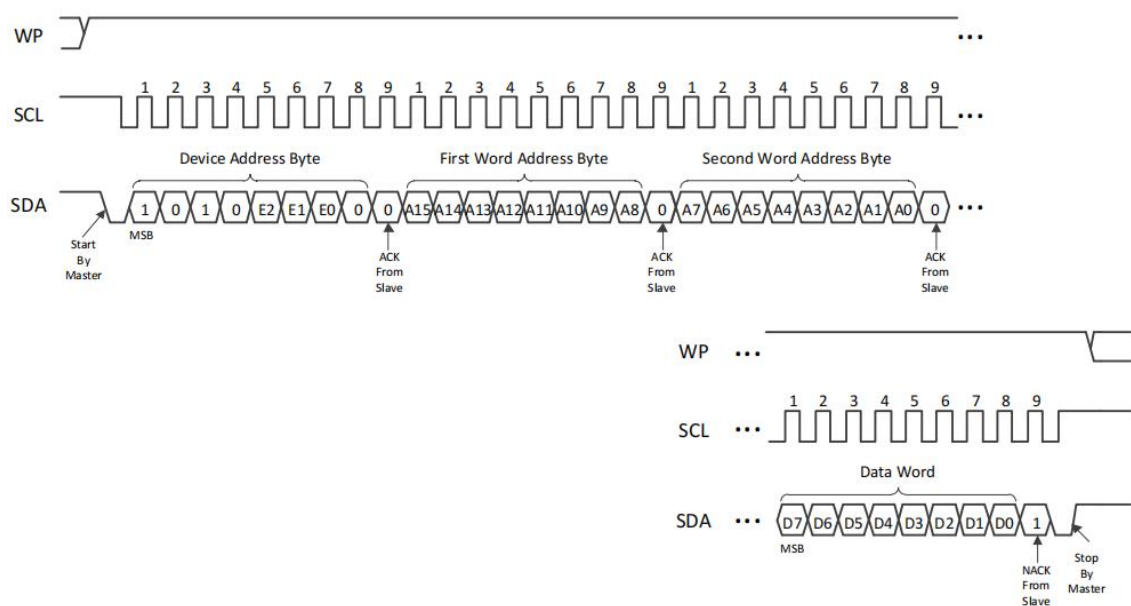 WP ...
1 2 3 4 5 6 7 8 9 1 2 3 4 5 6 7 8 9 1 2 3 4 5 6 7 8 9
SCL ...
Device Address Byte First Word Address Byte Second Word Address Byte
SDA 1 0 1 0 E2 E1 E0 0 0 A15 A14 A13 A12 A11 A10 A9 A8 0 A7 A6 A5 A4 A3 A2 A1 A0 0 ...
MSB
Start
By
Master
ACK
From
Slave
ACK
From
Slave
ACK
From
Slave
WP ...
1 2 3 4 5 6 7 8 9
SCL ...
Data Word
SDA ... D7 D6 D5 D4 D3 D2 D1 D0 1
MSB
NACK
From
Slave
Stop
By
Master